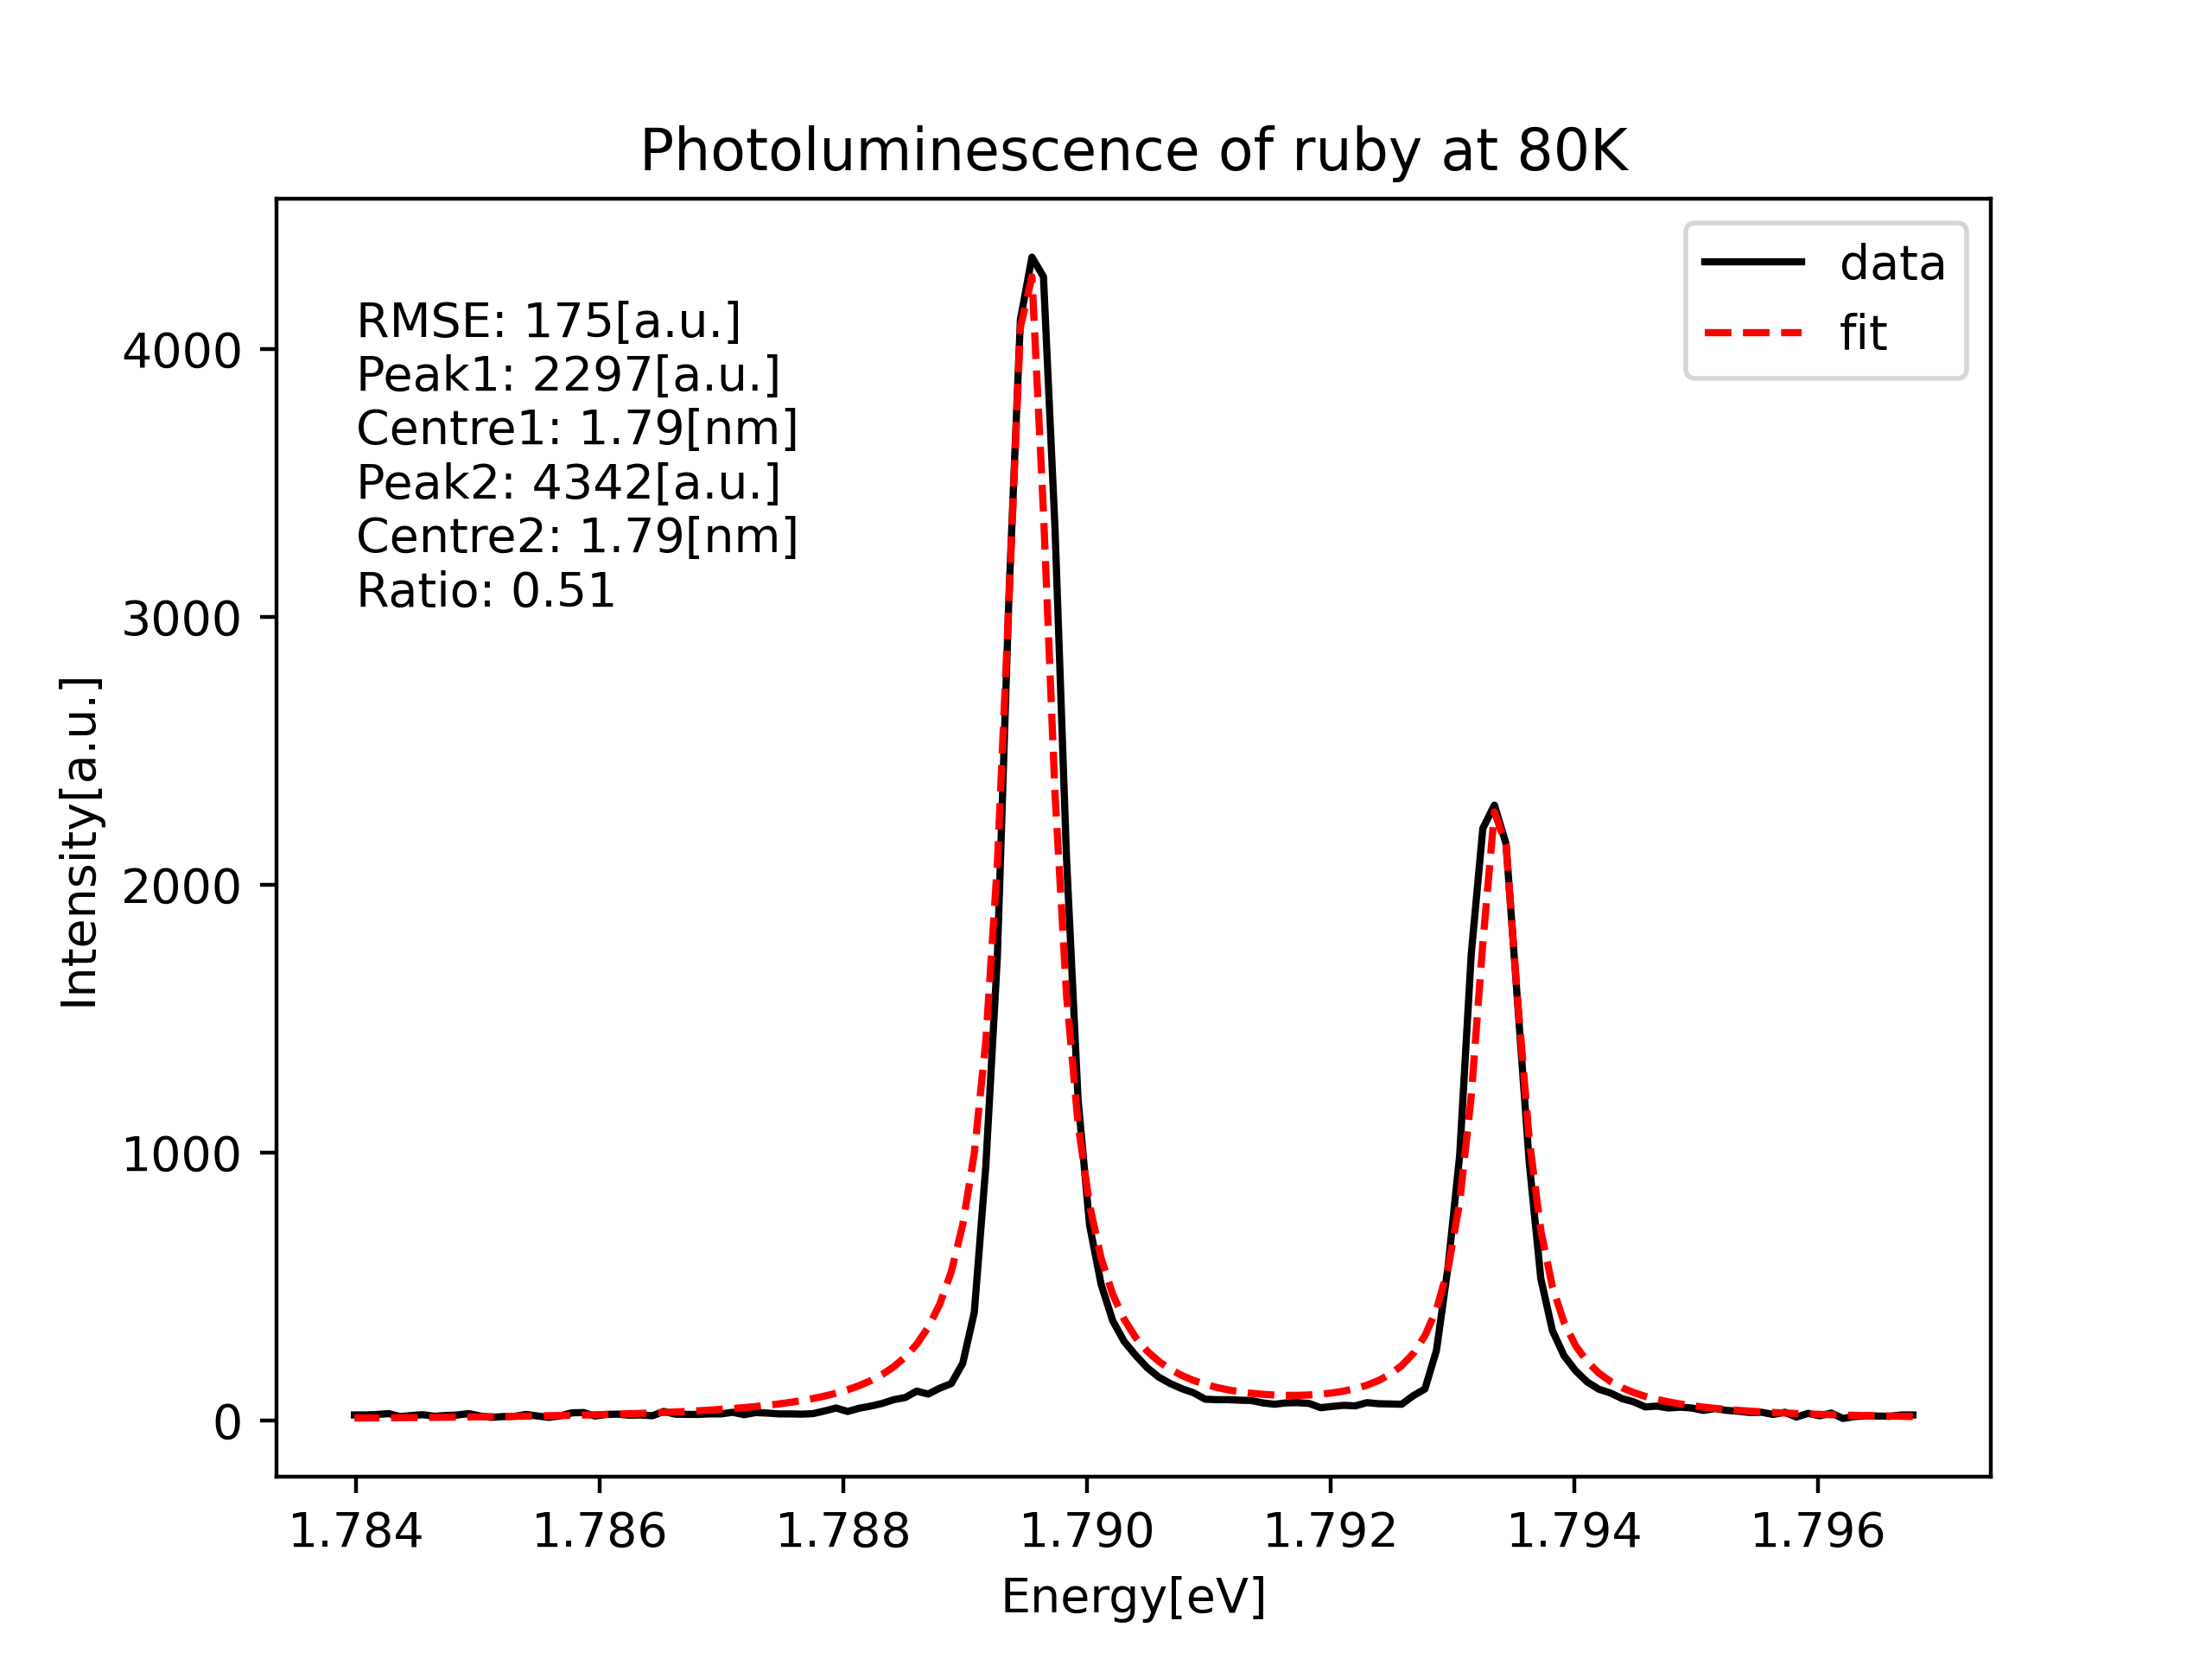 Photoluminescence of ruby at 80K
data
fit
RMSE: 175[a.u.]
Peak1: 2297[a.u.]
Centre1: 1.79[nm]
Peak2: 4342[a.u.]
Centre2: 1.79[nm]
Ratio: 0.51
Intensity[a.u.]
4000
3000
2000
1000
0
1.784 1.786 1.788 1.790 1.792 1.794 1.796
Energy[eV]